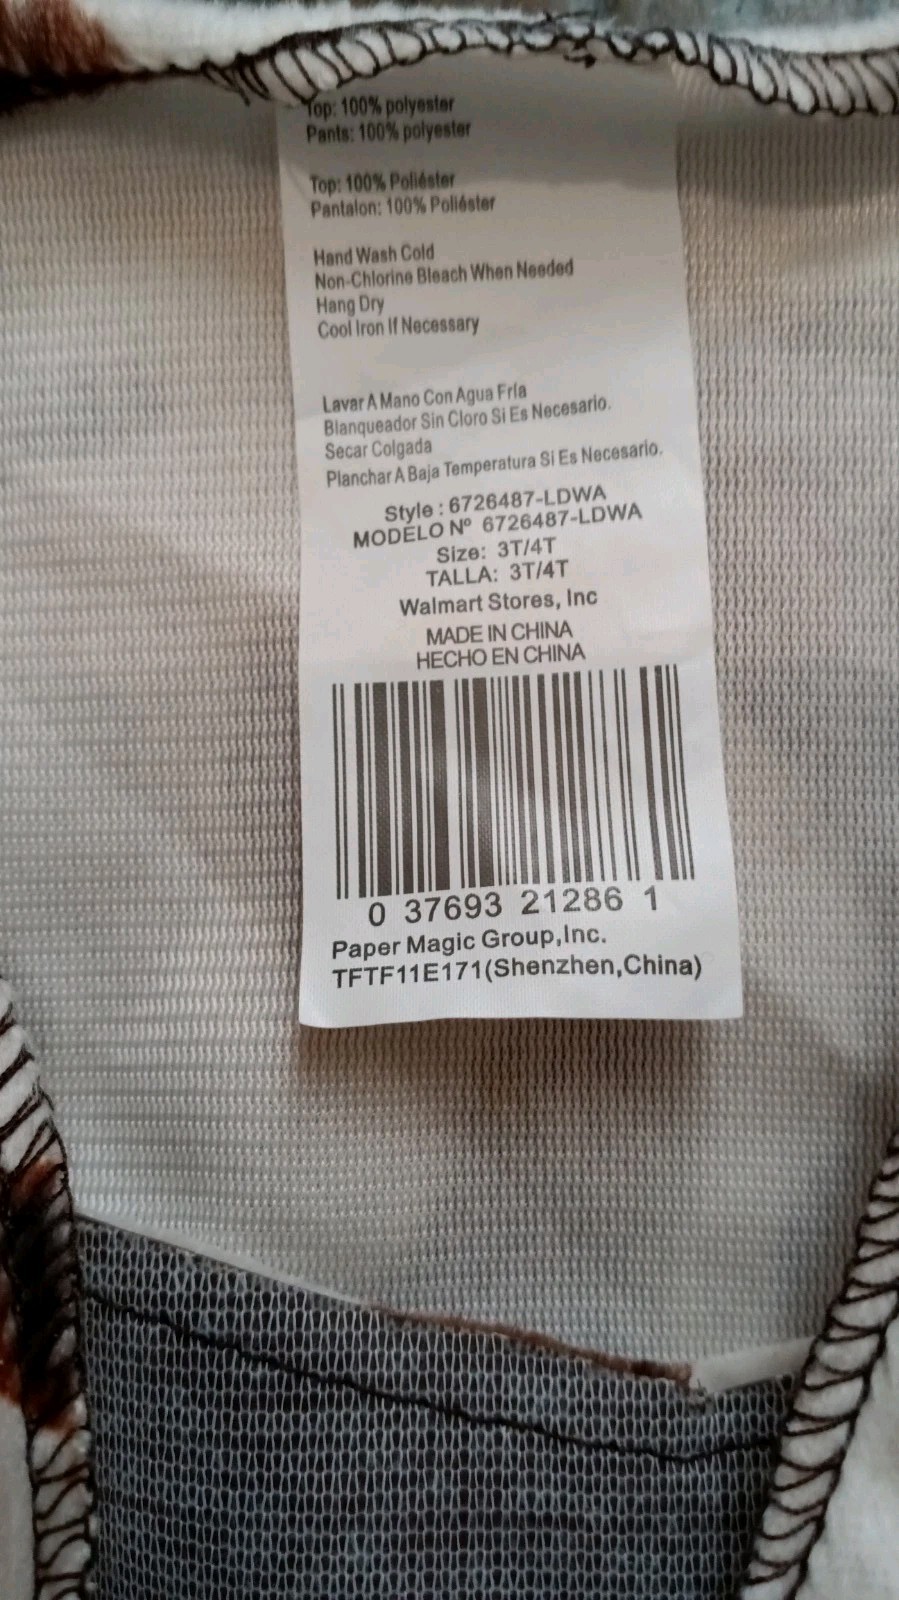 Top: 100% polyester
Pants: 100% polyester
Top: 100% Poliéster
Pantalon: 100% Poliéster
Hand Wash Cold
Non-Chlorine Bleach When Needed
Hang Dry
Cool Iron If Necessary
Lavar A Mano Con Agua Fría
Blanqueador Sin Cloro Si Es Necesario.
Secar Colgada
Planchar A Baja Temperatura Si Es Necesario.
Style : 6726487-LDWA
MODELO Nº 6726487-LDWA
Size: 3T/4T
TALLA: 3T/4T
Walmart Stores, Inc
MADE IN CHINA
HECHO EN CHINA
0 37693 21286 1
Paper Magic Group,Inc.
TFTF11E171(Shenzhen,China)